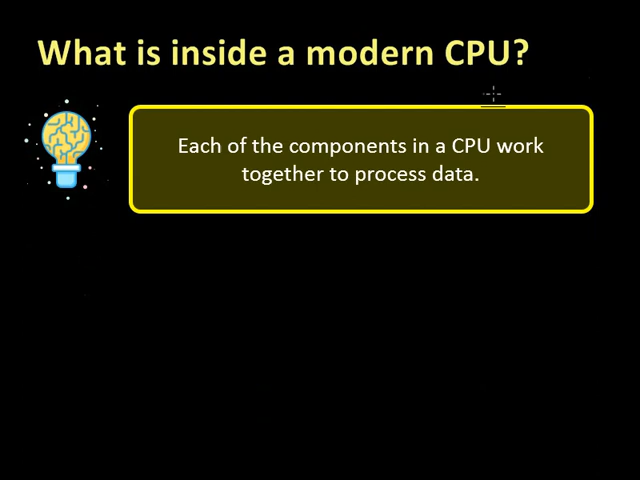 What is inside a modern CPU?
Each of the components in a CPU work
together to process data.